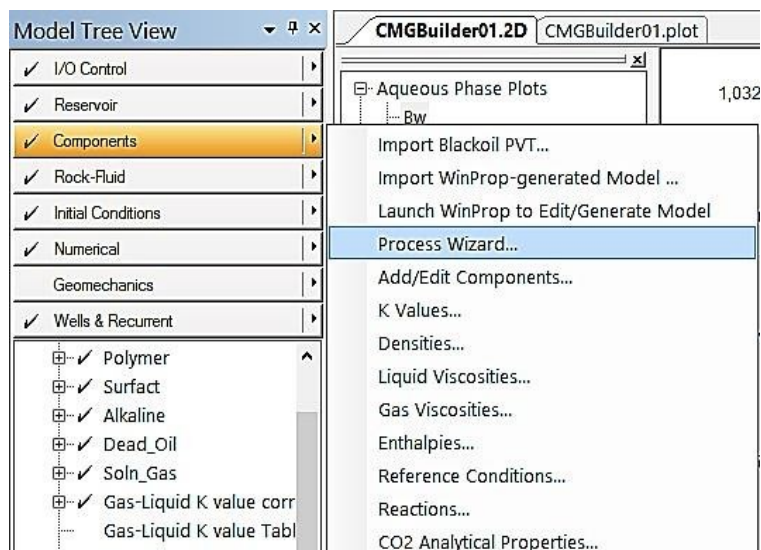 Model Tree View
I/O Control
Reservoir
Components
Rock-Fluid
Initial Conditions
Numerical
Geomechanics
Wells & Recurrent
Polymer
Surfact
Alkaline
Dead_Oil
Soln_Gas
Gas-Liquid K value corr
Gas-Liquid K value Tabl
CMGBuilder01.2D
CMGBuilder01.plot
Aqueous Phase Plots
Bw
1,032
Import Blackoil PVT...
Import WinProp-generated Model ...
Launch WinProp to Edit/Generate Model
Process Wizard...
Add/Edit Components...
K Values...
Densities...
Liquid Viscosities...
Gas Viscosities...
Enthalpies...
Reference Conditions...
Reactions...
CO2 Analytical Properties...